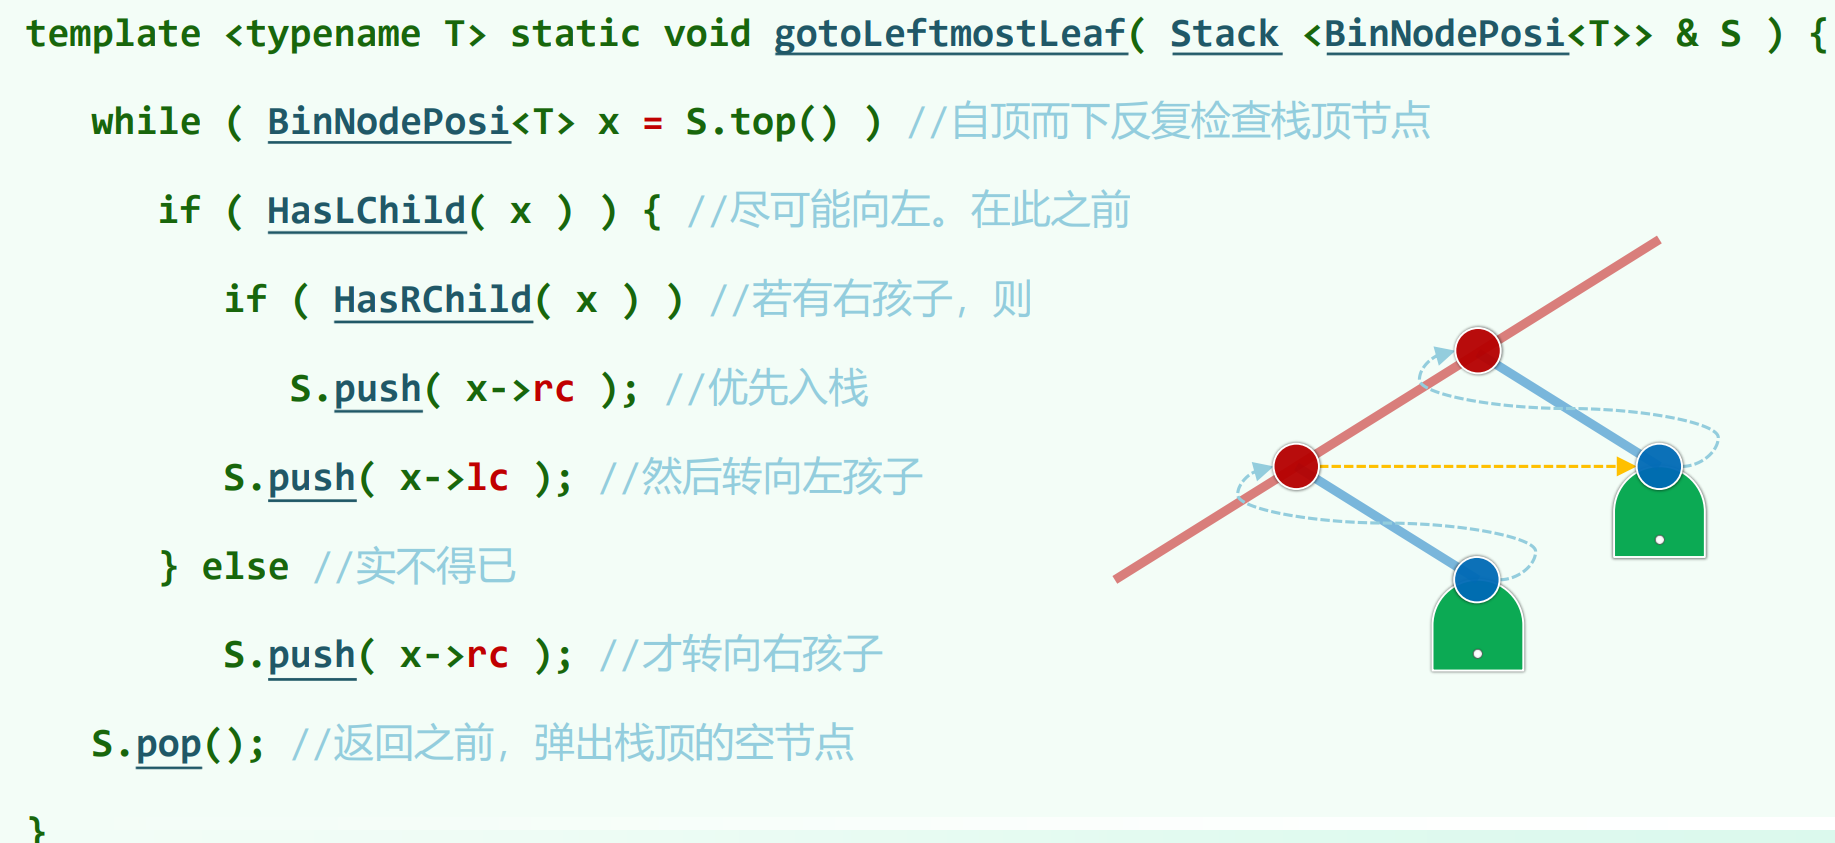 template <typename T> static void gotoLeftmostLeaf( Stack <BinNodePosi<T>> & S ) {
while ( BinNodePosi<T> x = S.top() ) //自顶而下反复检查栈顶节点
if ( HasLChild( x ) ) { //尽可能向左。在此之前
if ( HasRChild( x ) ) //若有右孩子，则
S.push( x->rc ); //优先入栈
S.push( x->lc ); //然后转向左孩子
} else //实不得已
S.push( x->rc ); //才转向右孩子
S.pop(); //返回之前，弹出栈顶的空节点
}